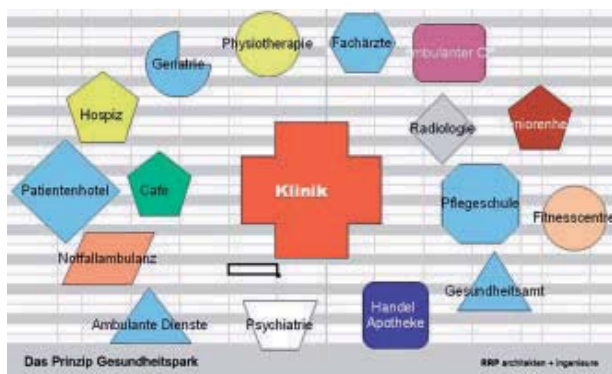 Physiotherapie
Fachärzte
Geriatrie
Hospiz
Radiologie
Patientenhotel
Cafe
Klinik
Pflegeschule
Fitnesscentre
Notfallambulanz
Gesundheitsamt
Ambulante Dienste
Psychiatrie
Handel
Apotheke
Das Prinzip Gesundheitspark
RRP architekten + ingenieure